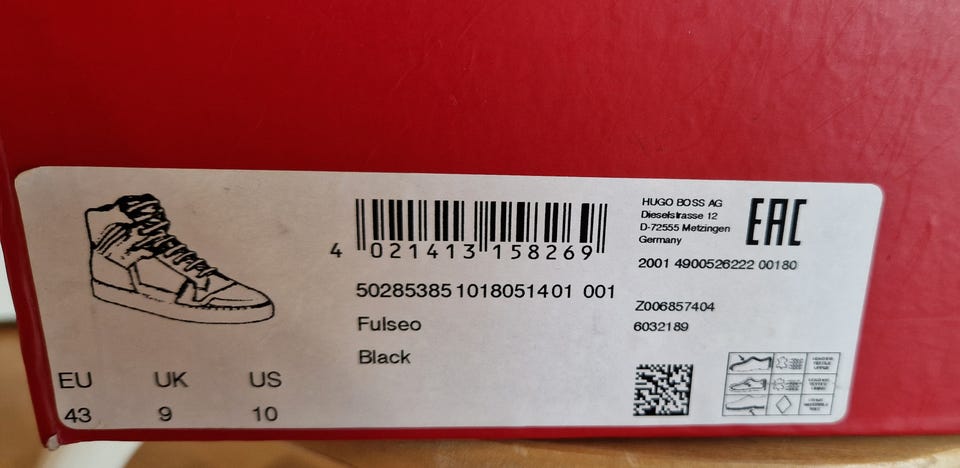 4 021413 158269
50285385 1018051401 001
Fulseo
Black
EU UK US
43 9 10
HUGO BOSS AG
Dieselstrasse 12
D-72555 Metzingen
Germany
EAC
2001 4900526222 00180
Z006857404
6032189